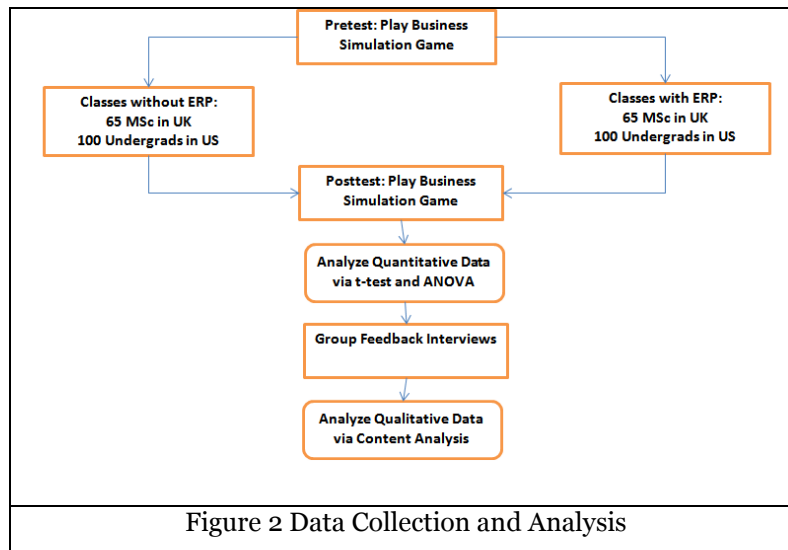 Pretest: Play Business
Simulation Game
Classes without ERP:
65 MSc in UK
100 Undergrads in US
Classes with ERP:
65 MSc in UK
100 Undergrads in US
Posttest: Play Business
Simulation Game
Analyze Quantitative Data
via t-test and ANOVA
Group Feedback Interviews
Analyze Qualitative Data
via Content Analysis
Figure 2 Data Collection and Analysis